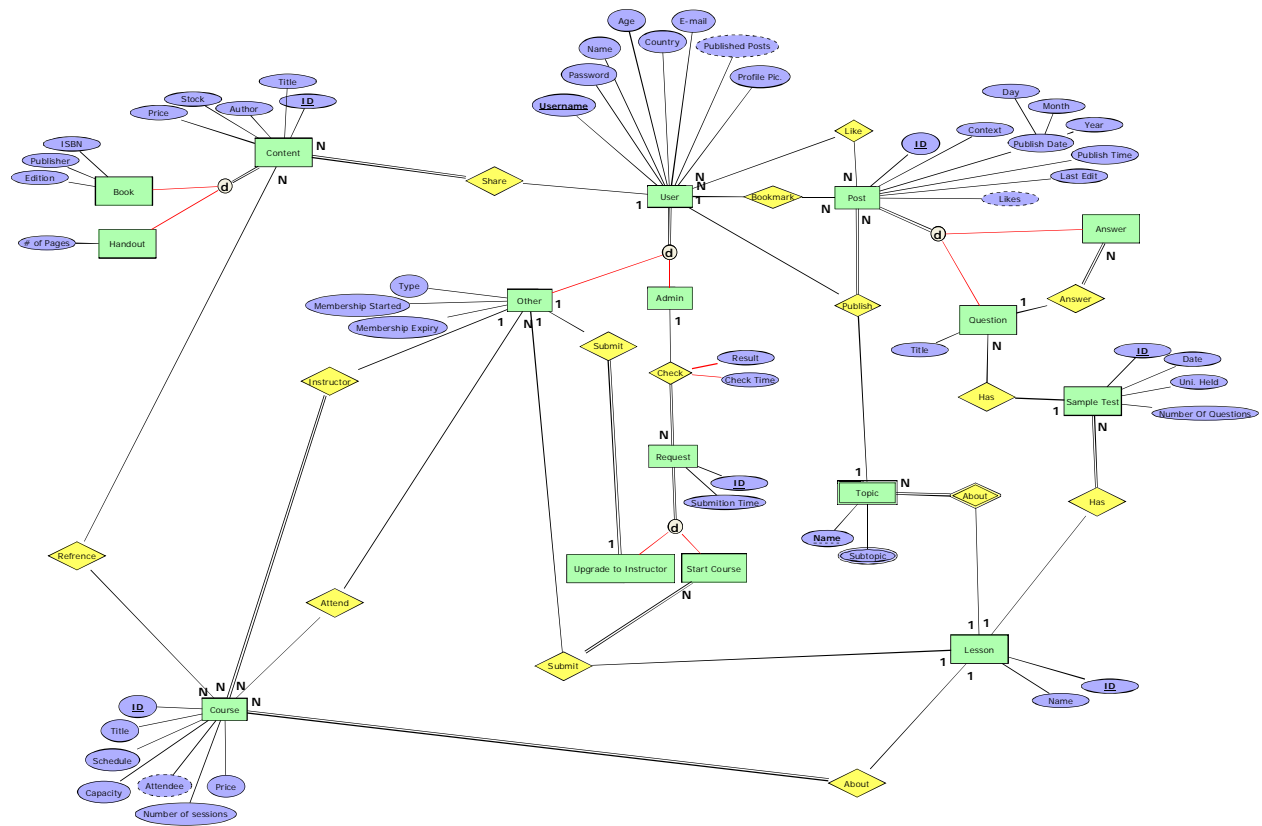 Age
E-mail
Name
Country
Published Posts
Password
Profile Pic.
Username
Title
Stock
Author
ID
Price
Content
N
N
ISBN
Publisher
Edition
Book
d
Handout
# of Pages
Share
Like
Bookmark
User
1
N
N
1
Day
Month
Year
Publish Date
Context
ID
Publish Time
Last Edit
Likes
Post
N
N
N
d
Answer
N
Answer
1
Question
Title
N
Has
1
Sample Test
ID
Date
Uni. Held
Number Of Questions
N
Has
d
Admin
1
Other
1
1
N
1
Type
Membership Started
Membership Expiry
Submit
Instructor
Check
Result
Check Time
N
Request
ID
Submition Time
d
1
Upgrade to Instructor
Start Course
N
Publish
1
Topic
N
Name
Subtopic
About
Refrence
Attend
Submit
1
1
Lesson
1
1
ID
Name
N
N
N
N
Course
ID
Title
Schedule
Capacity
Attendee
Number of sessions
Price
About